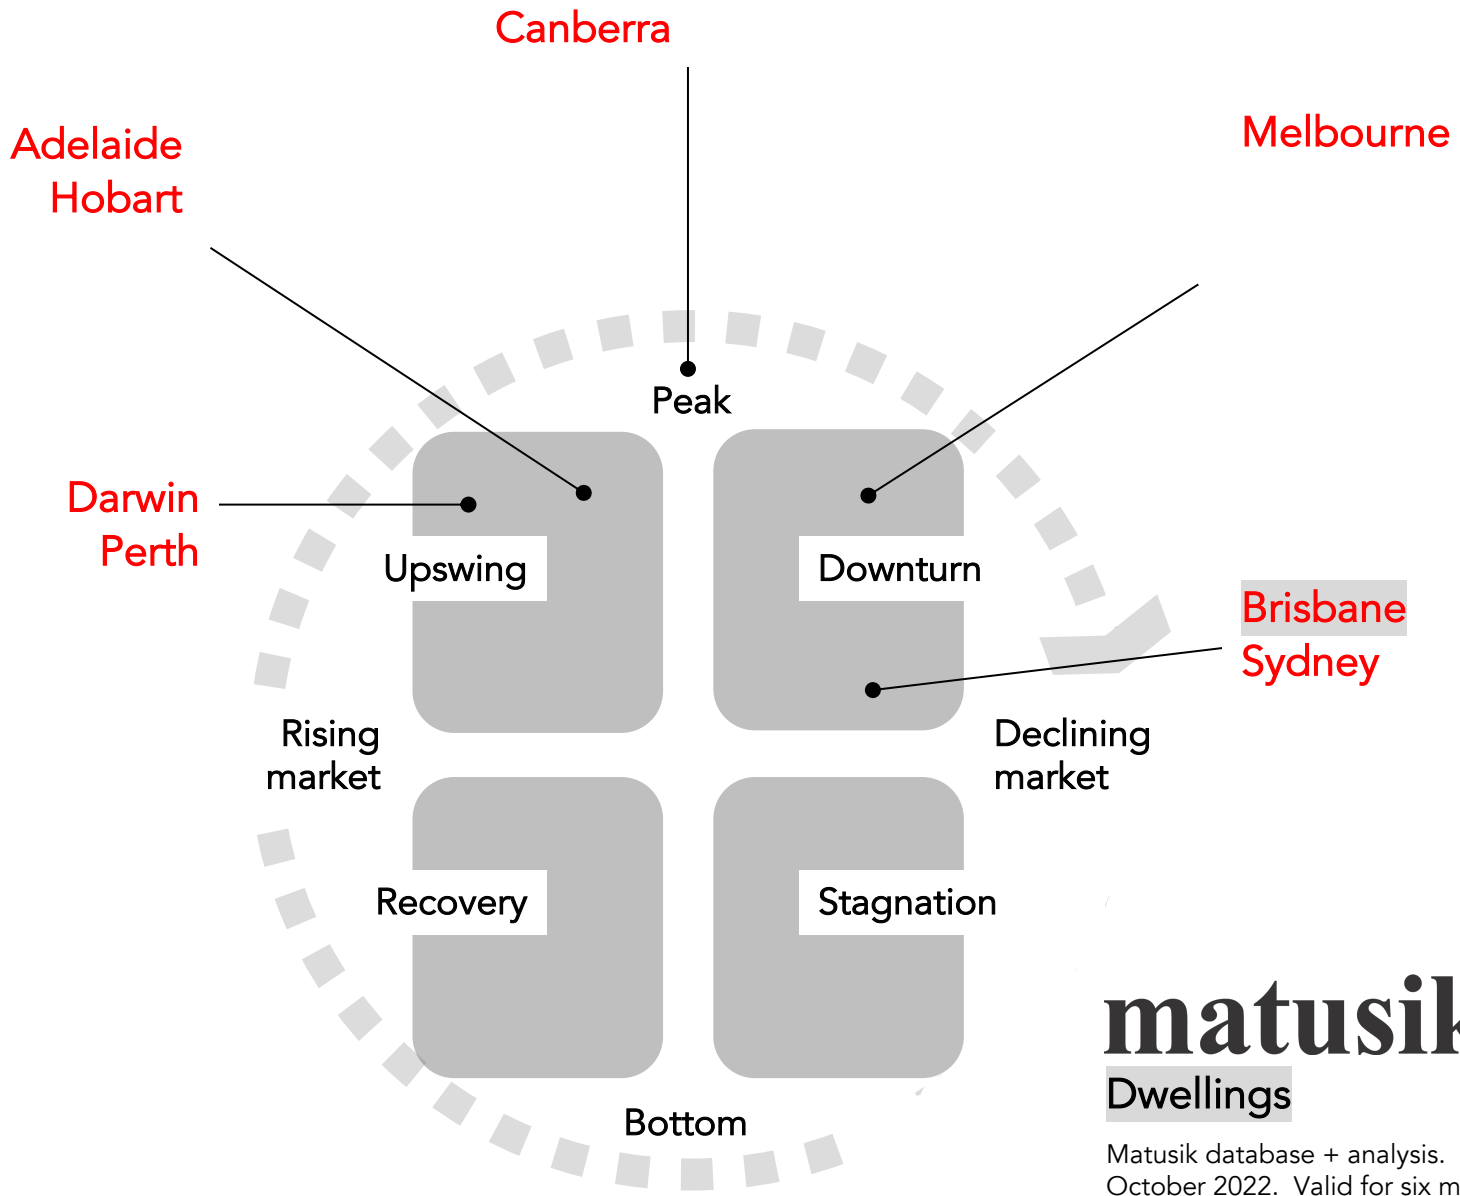 Canberra
Adelaide
Hobart
Melbourne
Peak
Darwin
Perth
Upswing
Downturn
Brisbane
Sydney
Rising
market
Declining
market
Recovery
Stagnation
matusik
Dwellings
Bottom
Matusik database + analysis.
October 2022. Valid for six m